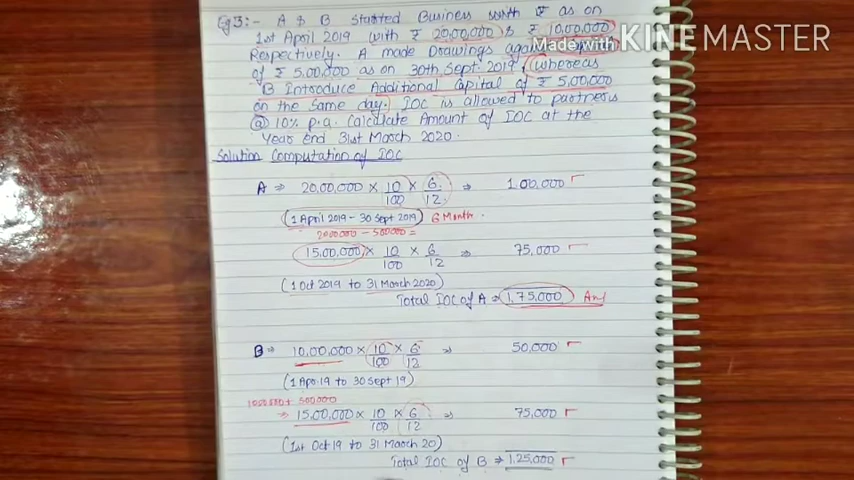 Eg 3:- A & B started Business with ₹ as on
1st April 2019 (with ₹ 20,00,000 & ₹ 10,00,000
Respectively. A made Drawings
Made with KINEMASTER
of ₹ 5,00,000 as on 30th Sept. 2019, (whereas
B Introduce Additional Capital of ₹ 5,00,000
on the same day.) IOC is allowed to partners
@ 10% p.a. Calculate Amount of IOC at the
Year end 31st March 2020.
Solution Computation of IOC
A ⇒ 20,00,000 × 10/100 × 6/12 ⇒ 1,00,000
(1 April 2019 - 30 Sept 2019) 6 Month
2000000 - 500000 =
15,00,000 × 10/100 × 6/12 ⇒ 75,000
(1 Oct 2019 to 31 March 2020)
Total IOC of A ⇒ 1,75,000 Ans
B ⇒ 10,00,000 × 10/100 × 6/12 ⇒ 50,000
(1 Apr 19 to 30 Sept 19)
1000000 + 500000
→ 15,00,000 × 10/100 × 6/12 ⇒ 75,000
(1st Oct 19 to 31 March 20)
Total IOC of B ⇒ 1,25,000